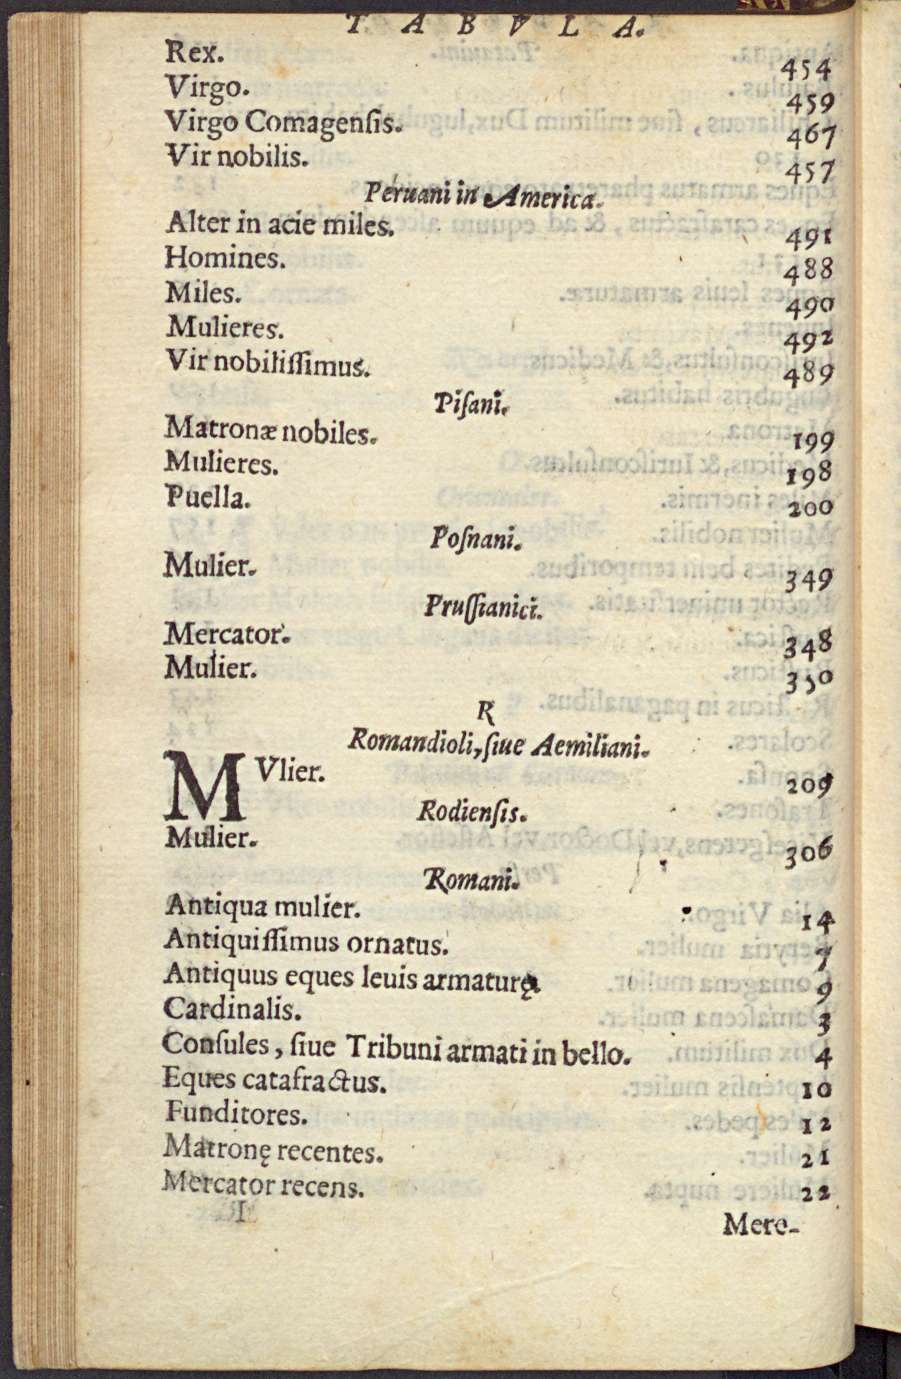 TABVLA.
Rex. 454
Virgo. 459
Virgo Comagenſis. 467
Vir nobilis. 457
Peruani in America.
Alter in acie miles. 491
Homines. 488
Miles. 490
Mulieres. 492
Vir nobiliſſimus. 489
Piſani.
Matronæ nobiles. 199
Mulieres. 198
Puella. 200
Poſnani.
Mulier. 349
Pruſſianici.
Mercator. 348
Mulier. 350
R
Romandioli, ſiue Aemiliani.
MVlier. 209
Rodienſis.
Mulier. 306
Romani.
Antiqua mulier. 14
Antiquiſſimus ornatus. 7
Antiquus eques leuis armaturę 9
Cardinalis. 3
Conſules, ſiue Tribuni armati in bello. 4
Eques catafractus. 10
Funditores. 12
Matronę recentes. 21
Mercator recens. 22
Merc-